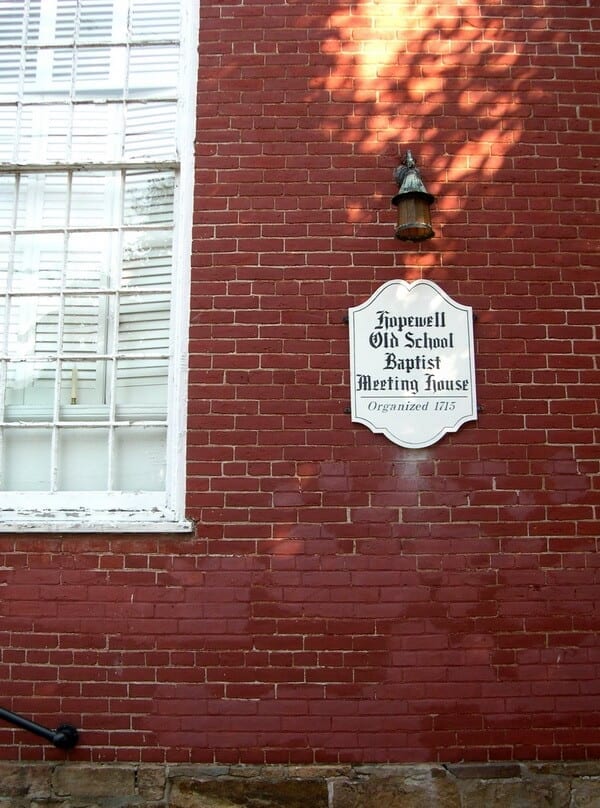 Hopewell
Old School
Baptist
Meeting House
Organized 1715